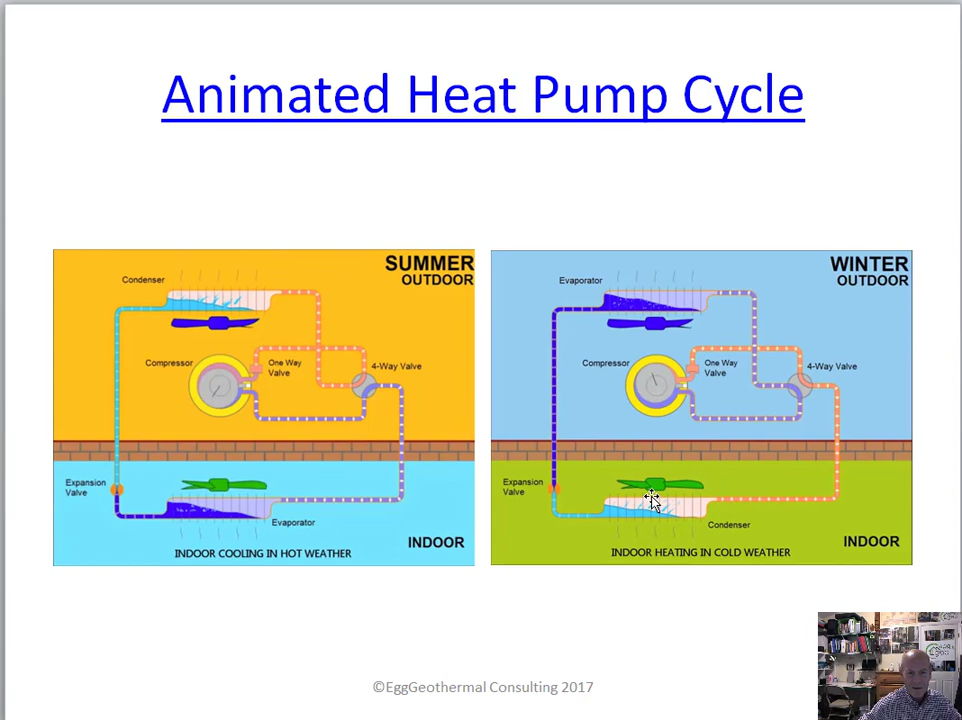 Animated Heat Pump Cycle
SUMMER
OUTDOOR
Condenser
Compressor
One Way
Valve
4-Way Valve
Expansion
Valve
Evaporator
INDOOR
INDOOR COOLING IN HOT WEATHER
WINTER
OUTDOOR
Evaporator
Compressor
One Way
Valve
4-Way Valve
Expansion
Valve
Condenser
INDOOR
INDOOR HEATING IN COLD WEATHER
©EggGeothermal Consulting 2017